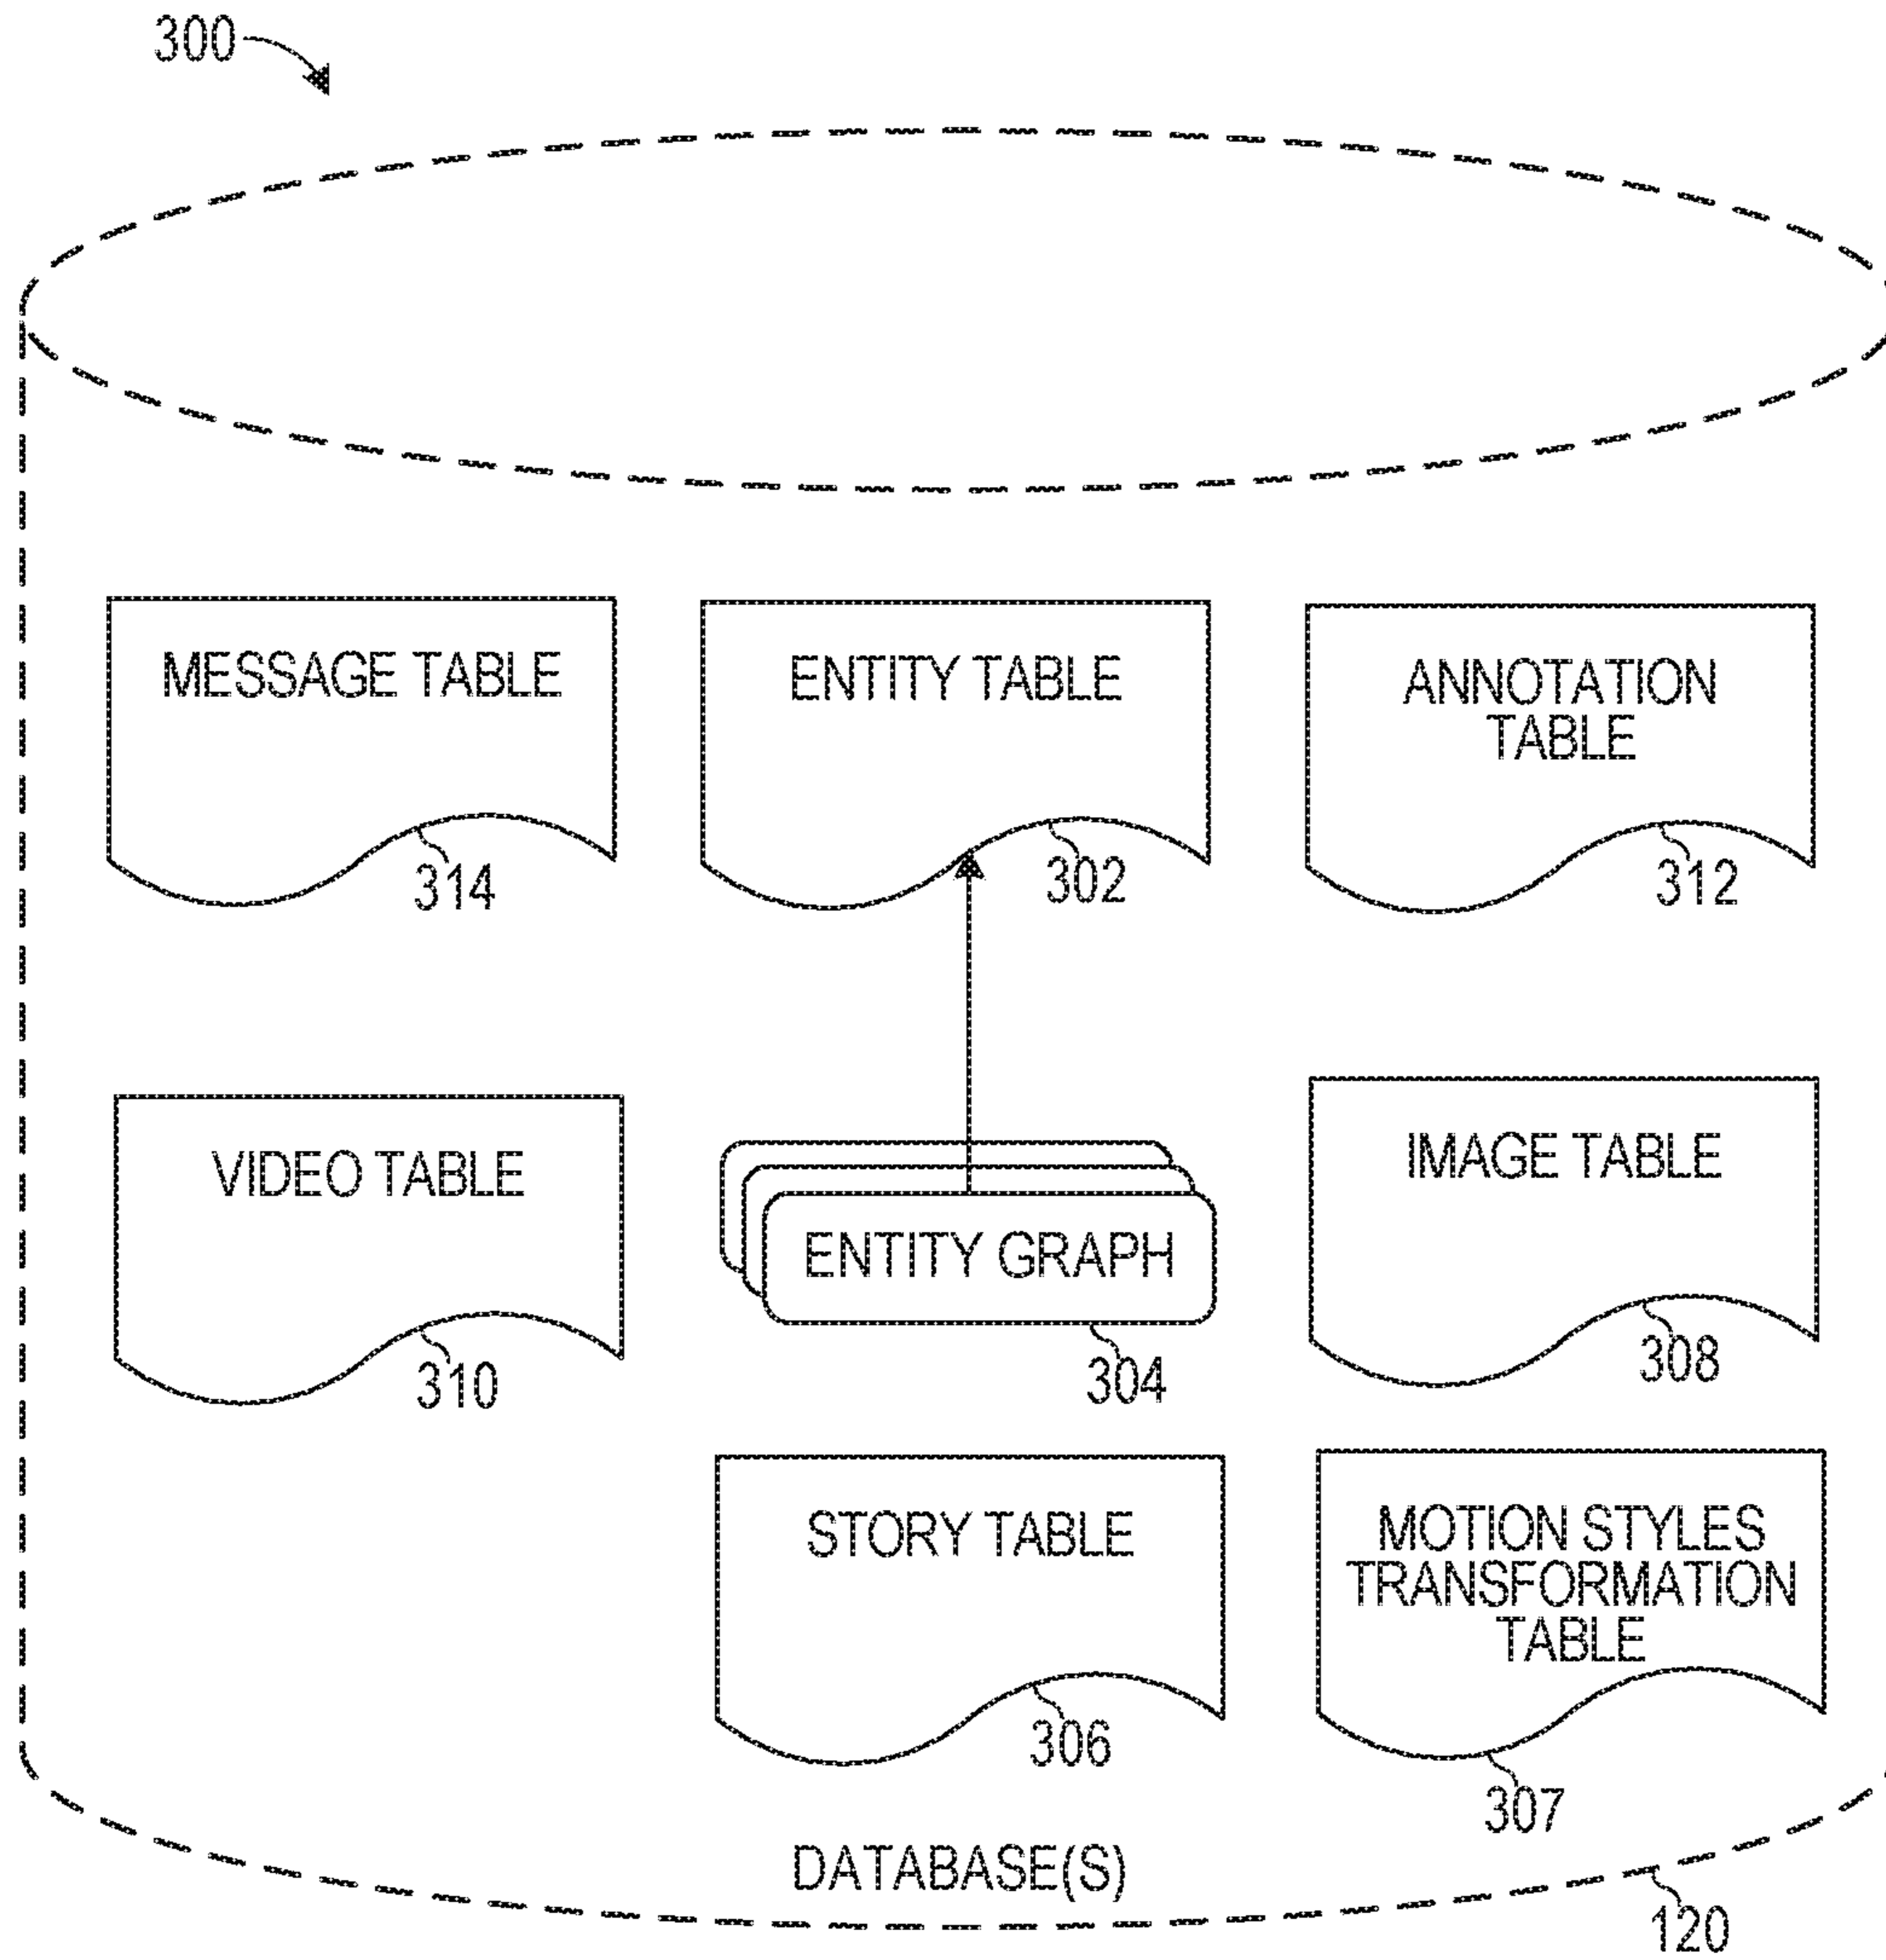 300
MESSAGE TABLE
314
ENTITY TABLE
302
ANNOTATION
TABLE
312
VIDEO TABLE
310
ENTITY GRAPH
304
IMAGE TABLE
308
STORY TABLE
306
MOTION STYLES
TRANSFORMATION
TABLE
307
DATABASE(S)
120